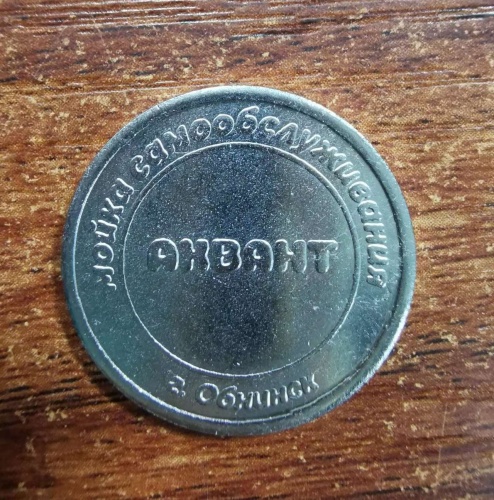 мойка самообслуживания
АКВАНТ
г. Обнинск